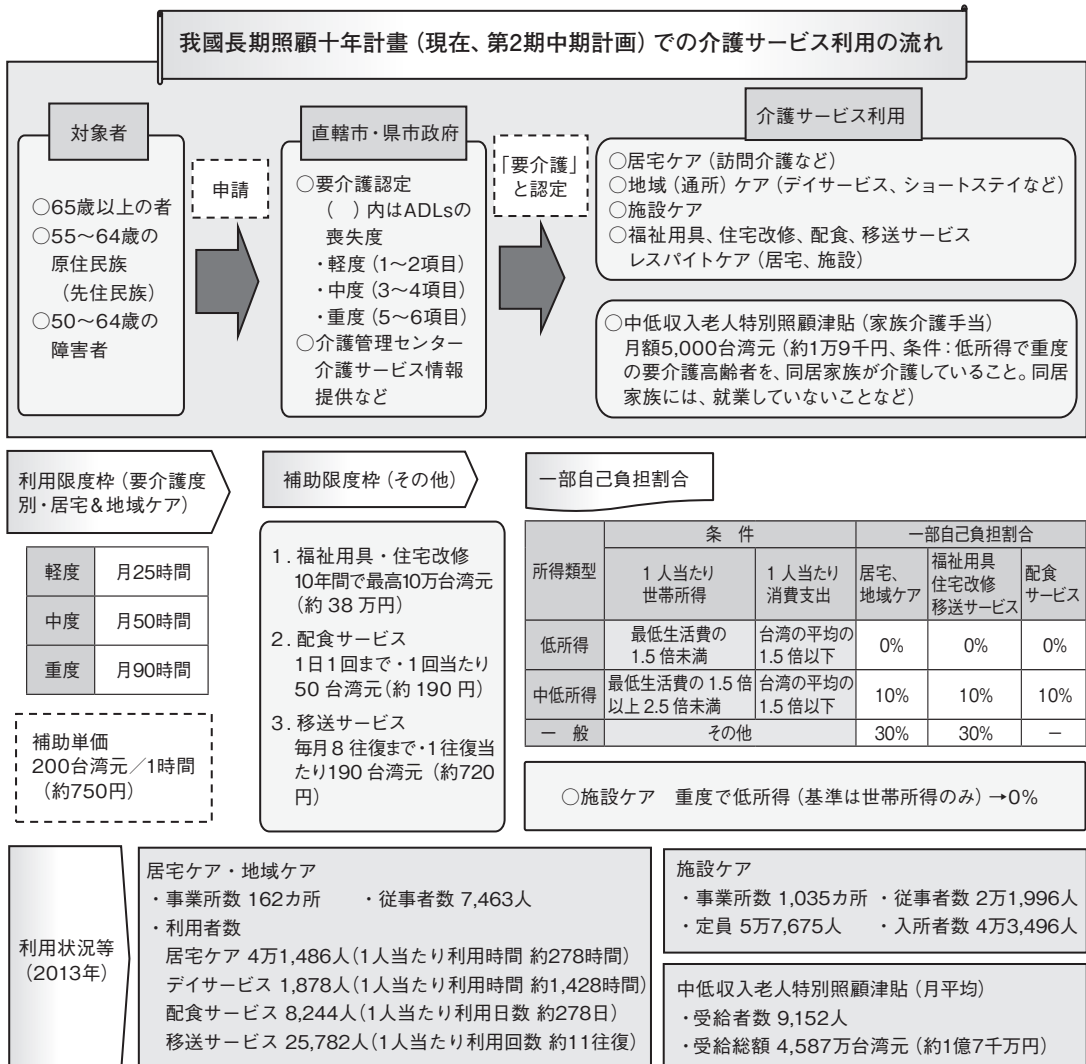 我國長期照顧十年計畫（現在、第2期中期計画）での介護サービス利用の流れ
対象者
○65歳以上の者
○55～64歳の
原住民族
（先住民族）
○50～64歳の
障害者
申請
直轄市・県市政府
○要介護認定
（　）内はADLsの
喪失度
・軽度（1～2項目）
・中度（3～4項目）
・重度（5～6項目）
○介護管理センター
介護サービス情報
提供など
「要介護」
と認定
介護サービス利用
○居宅ケア（訪問介護など）
○地域（通所）ケア（デイサービス、ショートステイなど）
○施設ケア
○福祉用具、住宅改修、配食、移送サービス
レスパイトケア（居宅、施設）
○中低収入老人特別照顧津貼（家族介護手当）
月額5,000台湾元（約1万9千円、条件：低所得で重度
の要介護高齢者を、同居家族が介護していること。同居
家族には、就業していないことなど）
利用限度枠（要介護度
別・居宅＆地域ケア）
軽度　月25時間
中度　月50時間
重度　月90時間
補助単価
200台湾元／1時間
（約750円）
補助限度枠（その他）
1．福祉用具・住宅改修
10年間で最高10万台湾元
（約 38 万円）
2．配食サービス
1日1回まで・1回当たり
50 台湾元（約 190 円）
3．移送サービス
毎月8 往復まで・1往復当
たり190 台湾元（約720
円）
一部自己負担割合
所得類型　条　件　一部自己負担割合
1 人当たり
世帯所得
1 人当たり
消費支出
居宅、
地域ケア
福祉用具
住宅改修
移送サービス
配食
サービス
低所得
最低生活費の
1.5 倍未満
台湾の平均の
1.5 倍以下
0%　0%　0%
中低所得
最低生活費の 1.5 倍
以上 2.5 倍未満
台湾の平均の
1.5 倍以下
10%　10%　10%
一　般　その他　30%　30%　－
○施設ケア　重度で低所得（基準は世帯所得のみ）→0%
利用状況等
（2013年）
居宅ケア・地域ケア
・事業所数 162カ所　・従事者数 7,463人
・利用者数
居宅ケア 4万1,486人（1人当たり利用時間 約278時間）
デイサービス 1,878人（1人当たり利用時間 約1,428時間）
配食サービス 8,244人（1人当たり利用日数 約278日）
移送サービス 25,782人（1人当たり利用回数 約11往復）
施設ケア
・事業所数 1,035カ所 ・従事者数 2万1,996人
・定員 5万7,675人　・入所者数 4万3,496人
中低収入老人特別照顧津貼（月平均）
・受給者数 9,152人
・受給総額 4,587万台湾元（約1億7千万円）